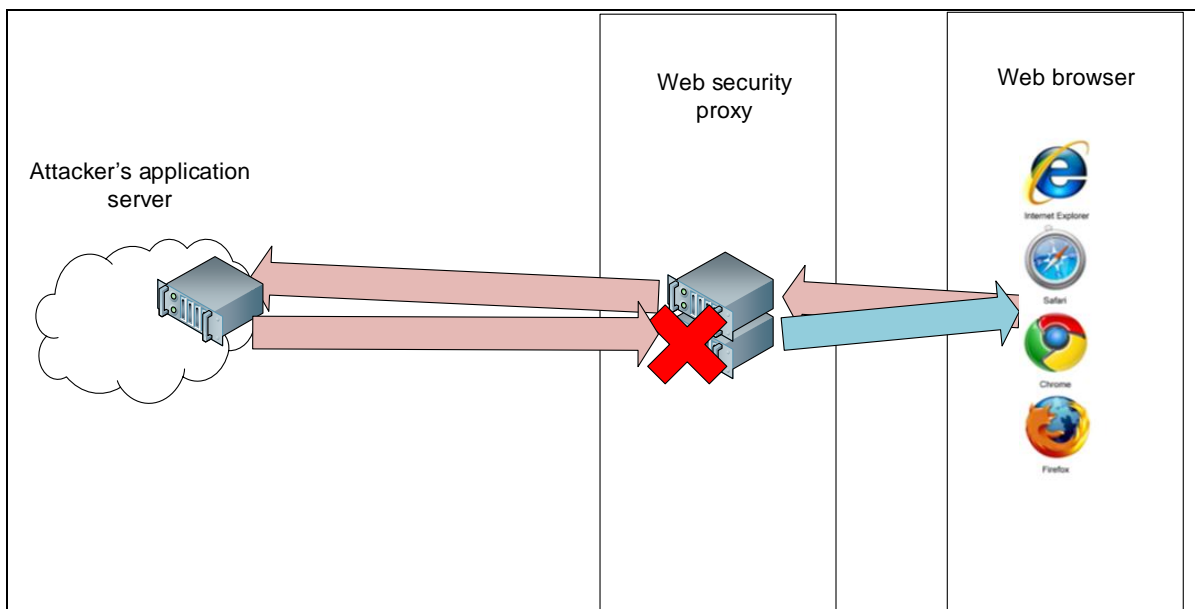 Attacker’s application
server
Web security
proxy
Web browser
Internet Explorer
Safari
Chrome
Firefox